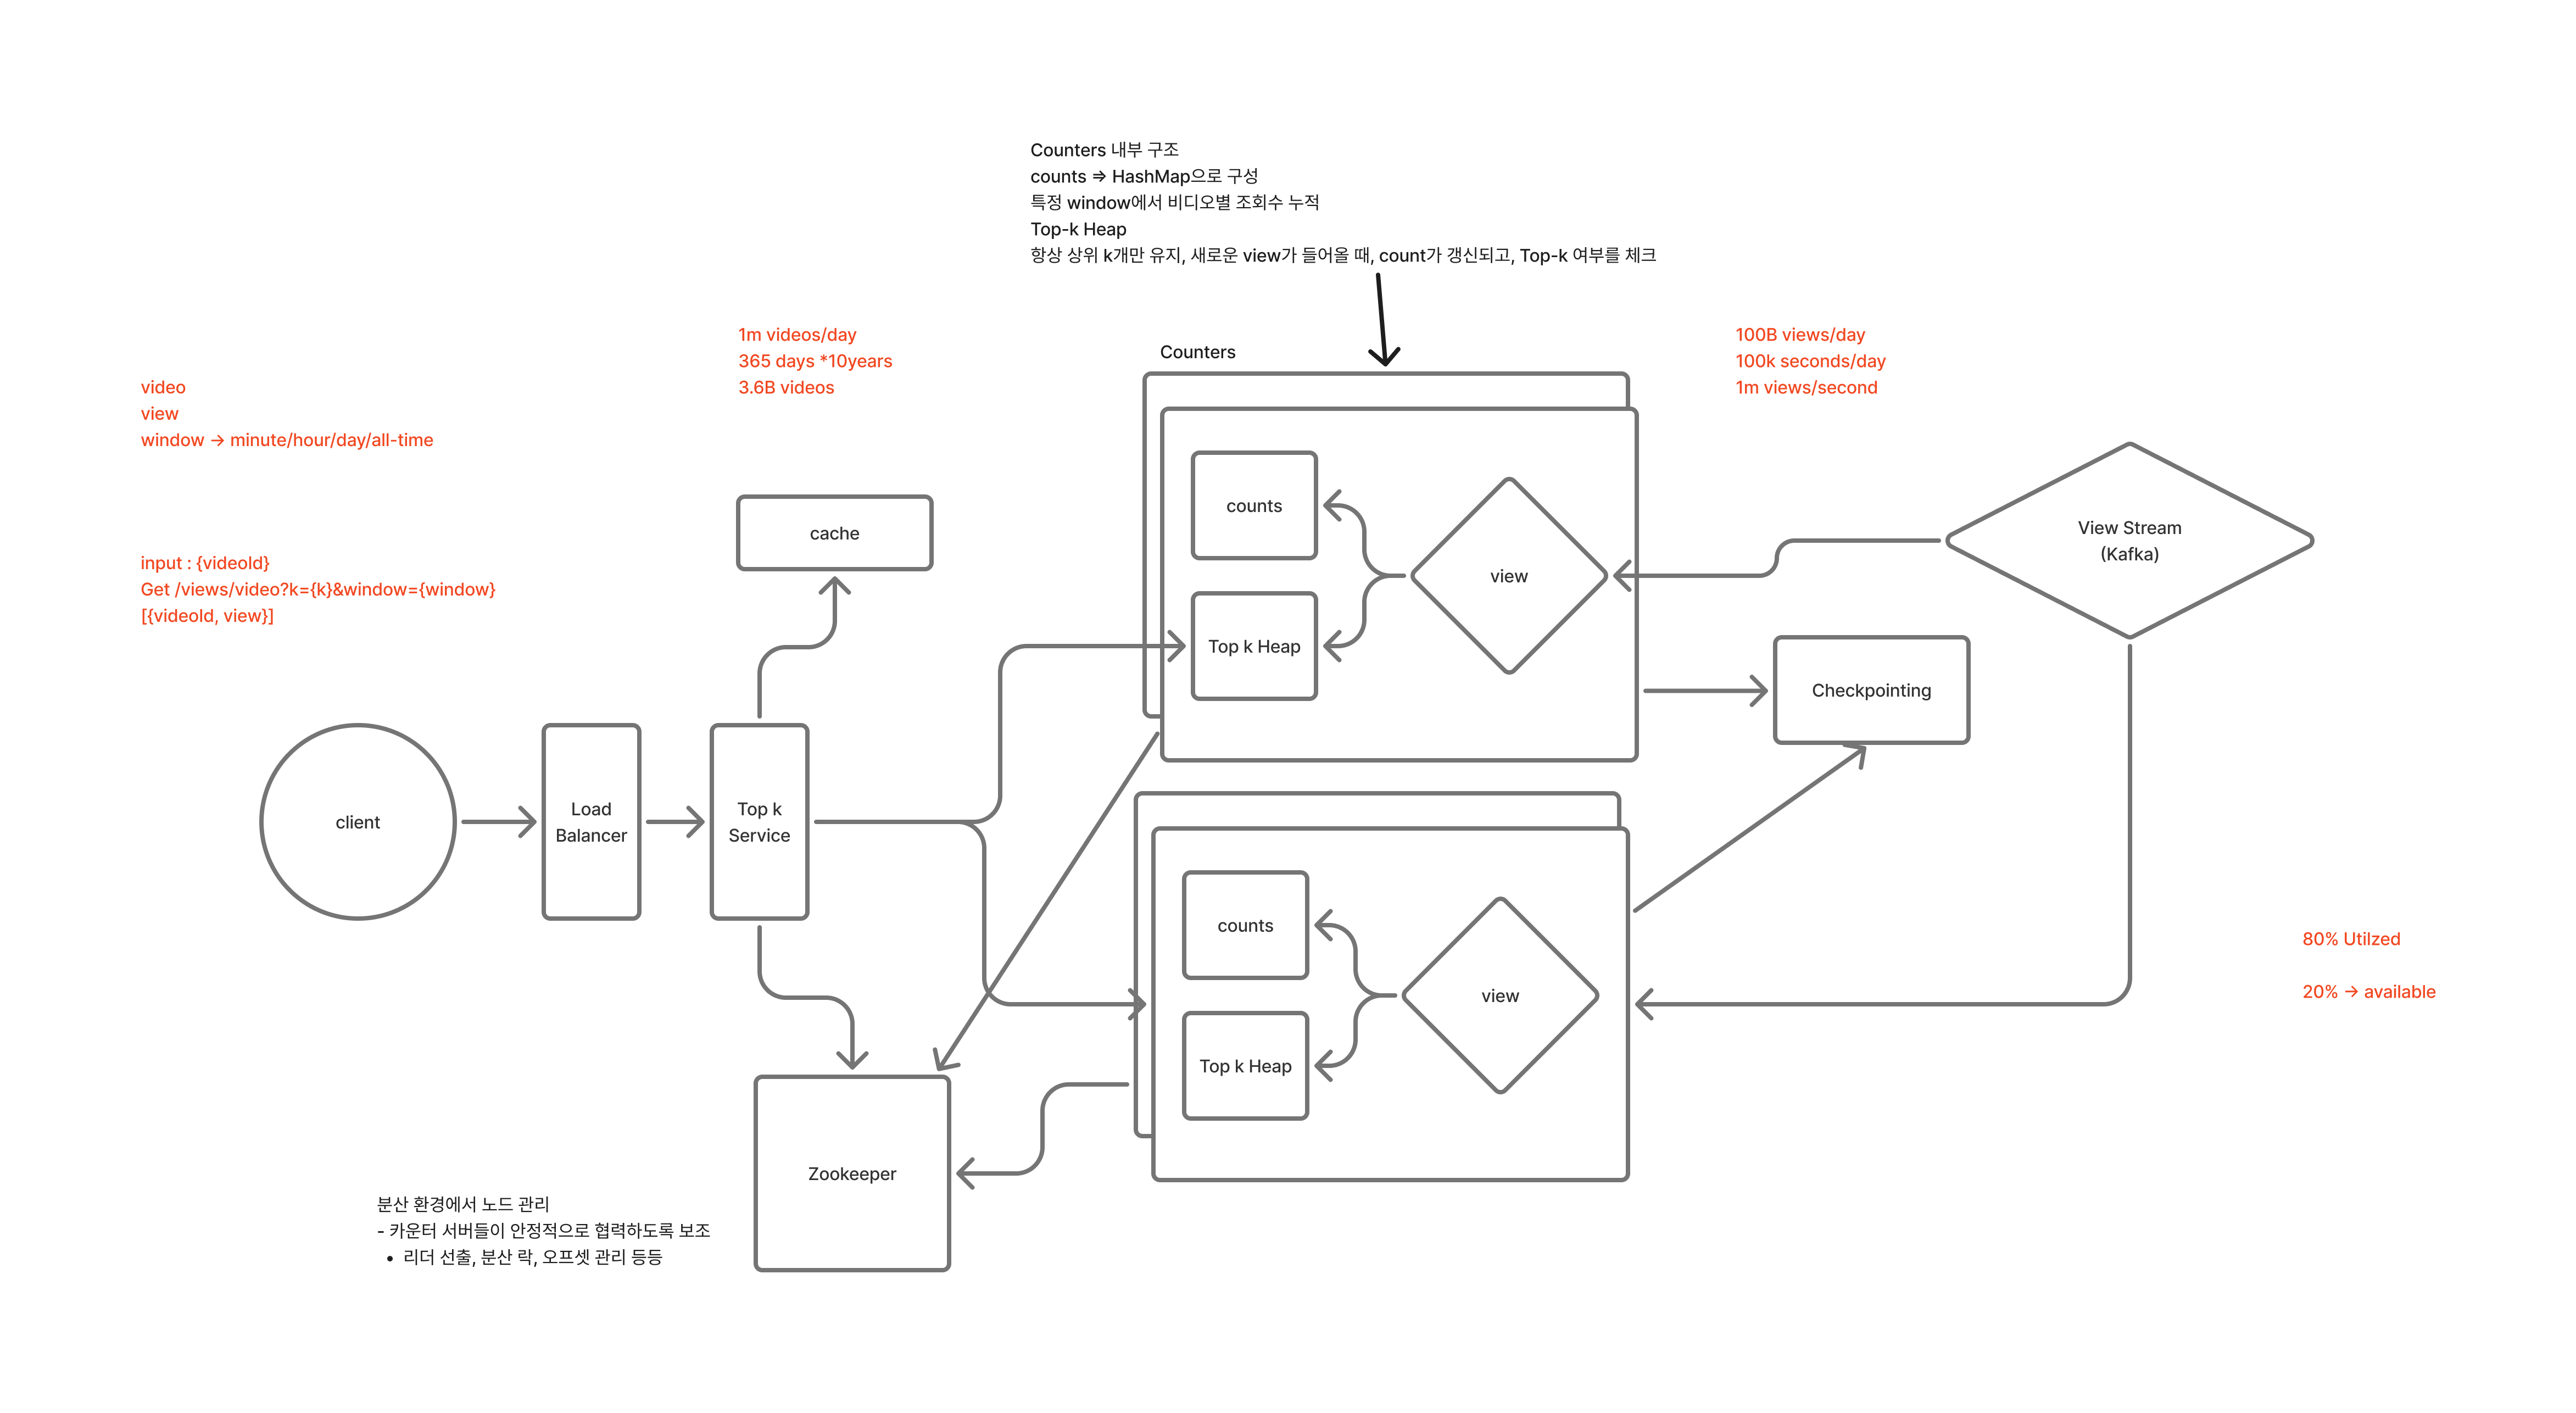 Counters 내부 구조
counts => HashMap으로 구성
특정 window에서 비디오별 조회수 누적
Top-k Heap
항상 상위 k개만 유지, 새로운 view가 들어올 때, count가 갱신되고, Top-k 여부를 체크
video
view
window -> minute/hour/day/all-time
1m videos/day
365 days *10years
3.6B videos
Counters
100B views/day
100k seconds/day
1m views/second
input : {videoId}
Get /views/video?k={k}&window={window}
[{videoId, view}]
cache
counts
Top k Heap
view
View Stream
(Kafka)
Checkpointing
client
Load
Balancer
Top k
Service
counts
Top k Heap
view
80% Utilzed
20% -> available
Zookeeper
분산 환경에서 노드 관리
- 카운터 서버들이 안정적으로 협력하도록 보조
• 리더 선출, 분산 락, 오프셋 관리 등등